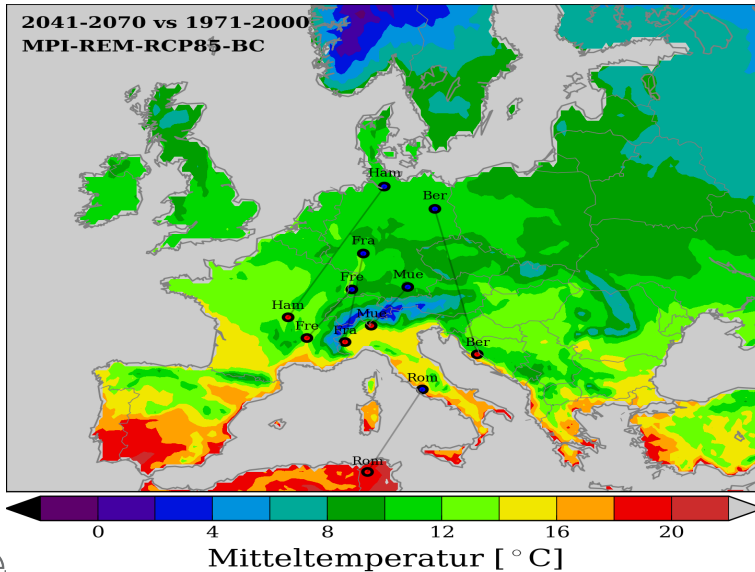 2041-2070 vs 1971-2000
MPI-REM-RCP85-BC
Ham
Ber
Fra
Fre
Mue
Ham
Mue
Fre
Fra
Ber
Rom
Rom
0 4 8 12 16 20
Mitteltemperatur [°C]